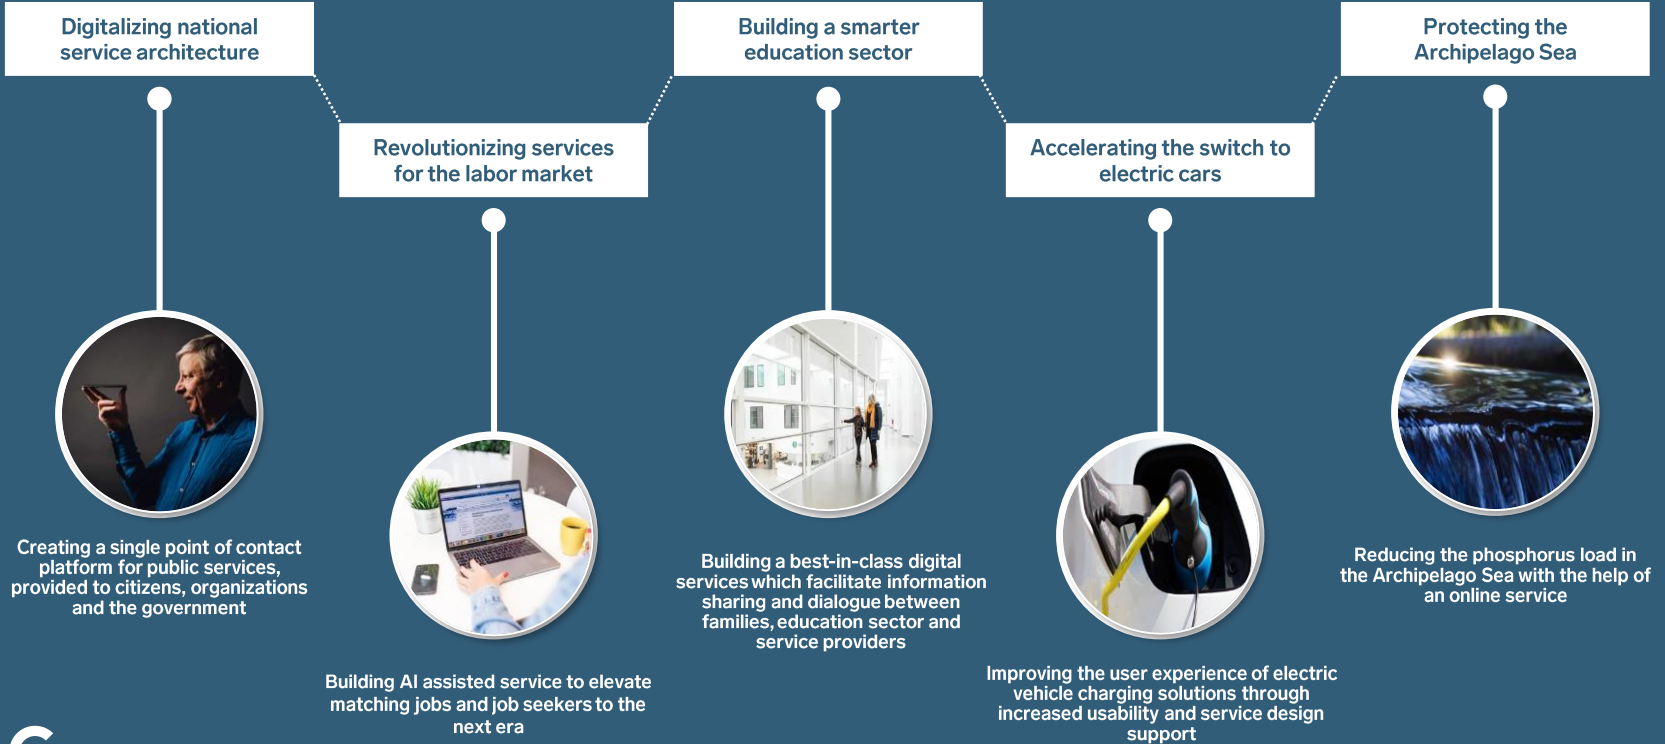 Digitalizing national
service architecture
Creating a single point of contact
platform for public services,
provided to citizens, organizations
and the government
Revolutionizing services
for the labor market
Building AI assisted service to elevate
matching jobs and job seekers to the
next era
Building a smarter
education sector
Building a best-in-class digital
services which facilitate information
sharing and dialogue between
families, education sector and
service providers
Accelerating the switch to
electric cars
Improving the user experience of electric
vehicle charging solutions through
increased usability and service design
support
Protecting the
Archipelago Sea
Reducing the phosphorus load in
the Archipelago Sea with the help of
an online service